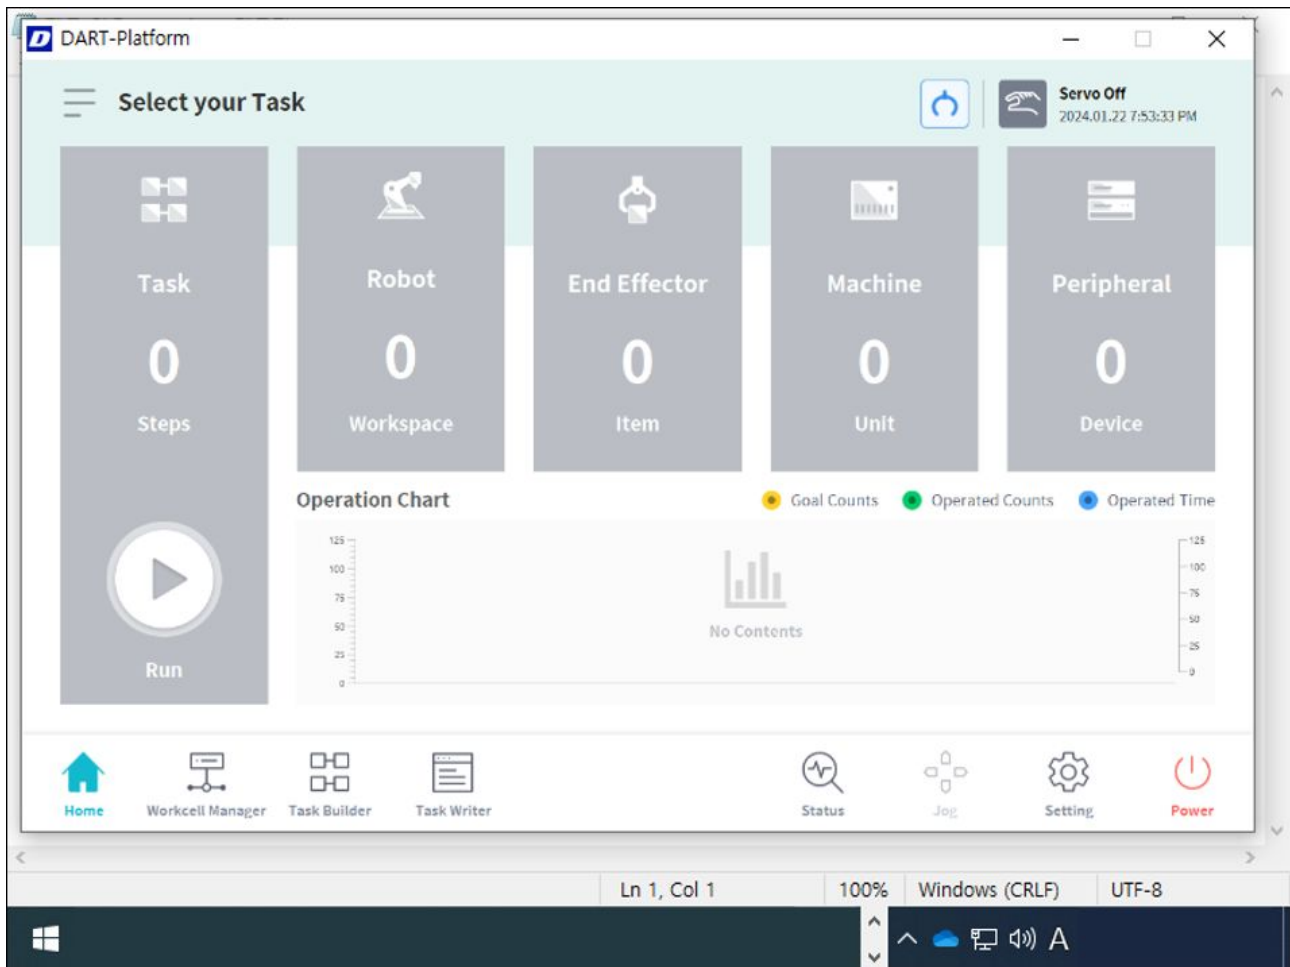 DART-Platform
Select your Task
Servo Off
2024.01.22 7:53:33 PM
Task
0
Steps
Run
Robot
0
Workspace
End Effector
0
Item
Machine
0
Unit
Peripheral
0
Device
Operation Chart
Goal Counts
Operated Counts
Operated Time
125
100
75
50
25
0
No Contents
125
100
75
50
25
0
Home
Workcell Manager
Task Builder
Task Writer
Status
Jog
Setting
Power
Ln 1, Col 1
100%
Windows (CRLF)
UTF-8
A